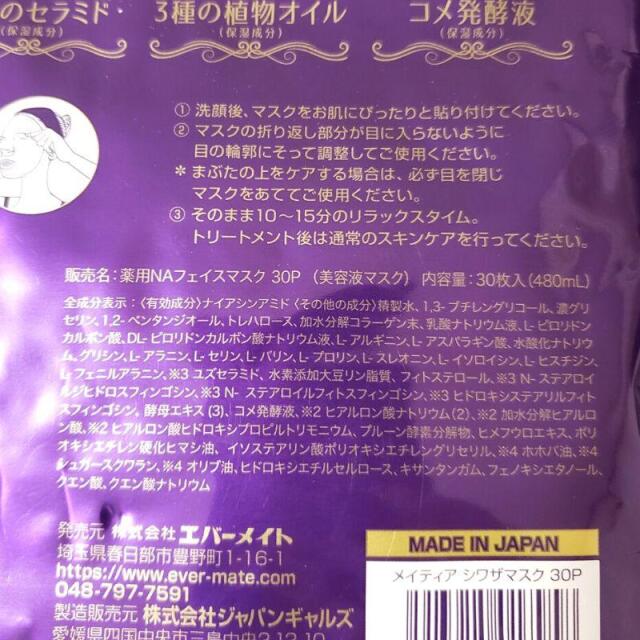 のセラミド・ 3種の植物オイル コメ発酵液
(保湿成分) (保湿成分) (保湿成分)
① 洗顔後、マスクをお肌にぴったりと貼り付けてください。
② マスクの折り返し部分が目に入らないように
目の輪郭にそって調整してご使用ください。
* まぶたの上をケアする場合は、必ず目を閉じ
マスクをあててご使用ください。
③ そのまま10〜15分のリラックスタイム。
トリートメント後は通常のスキンケアを行ってください。
販売名:薬用NAフェイスマスク 30P (美容液マスク) 内容量:30枚入(480mL)
全成分表示:〈有効成分〉ナイアシンアミド〈その他の成分〉精製水、1,3-ブチレングリコール、濃グリ
セリン、1,2-ペンタンジオール、トレハロース、加水分解コラーゲン末、乳酸ナトリウム液、L-ピロリドン
カルボン酸、DL-ピロリドンカルボン酸ナトリウム液、L-アルギニン、L-アスパラギン酸、水酸化ナトリウ
ム、グリシン、L-アラニン、L-セリン、L-バリン、L-プロリン、L-スレオニン、L-イソロイシン、L-ヒスチジン、
L-フェニルアラニン、※3 ユズセラミド、水素添加大豆リン脂質、フィトステロール、※3 N-ステアロイ
ルジヒドロスフィンゴシン、※3 N-ステアロイルフィトスフィンゴシン、※3 ヒドロキシステアリルフィト
スフィンゴシン、酵母エキス(3)、コメ発酵液、※2 ヒアルロン酸ナトリウム(2)、※2 加水分解ヒアルロ
ン酸、※2 ヒアルロン酸ヒドロキシプロピルトリモニウム、プルーン酵素分解物、ヒメフウロエキス、ポリ
オキシエチレン硬化ヒマシ油、イソステアリン酸ポリオキシエチレングリセリル、※4 ホホバ油、※4
シュガースクワラン、※4 オリブ油、ヒドロキシエチルセルロース、キサンタンガム、フェノキシエタノール、
クエン酸、クエン酸ナトリウム
発売元 株式会社エバーメイト
埼玉県春日部市豊野町1-16-1
https://www.ever-mate.com/
048-797-7591
製造販売元 株式会社ジャパンギャルズ
愛媛県四国中央市三島中央
MADE IN JAPAN
メイティア シワザマスク 30P